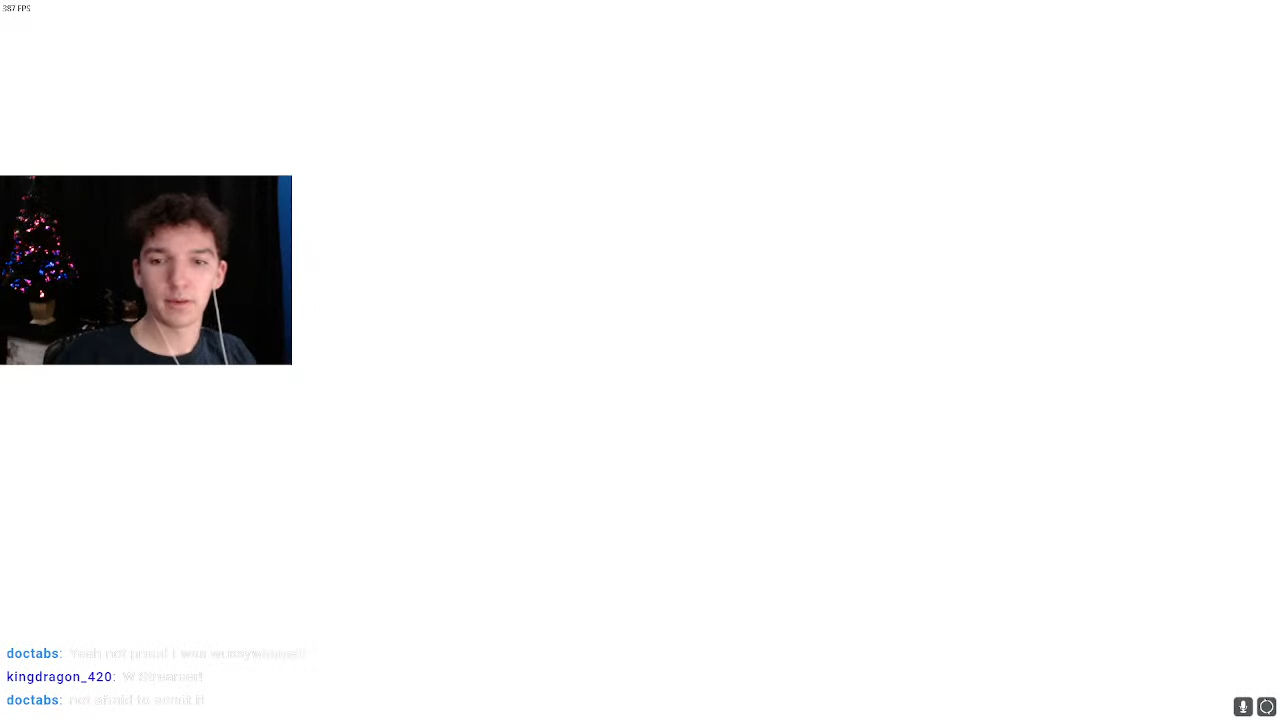 387 FPS
doctabs: Yeah not proud I was
kingdragon_420: W Streamer!
doctabs: not afraid to admit it